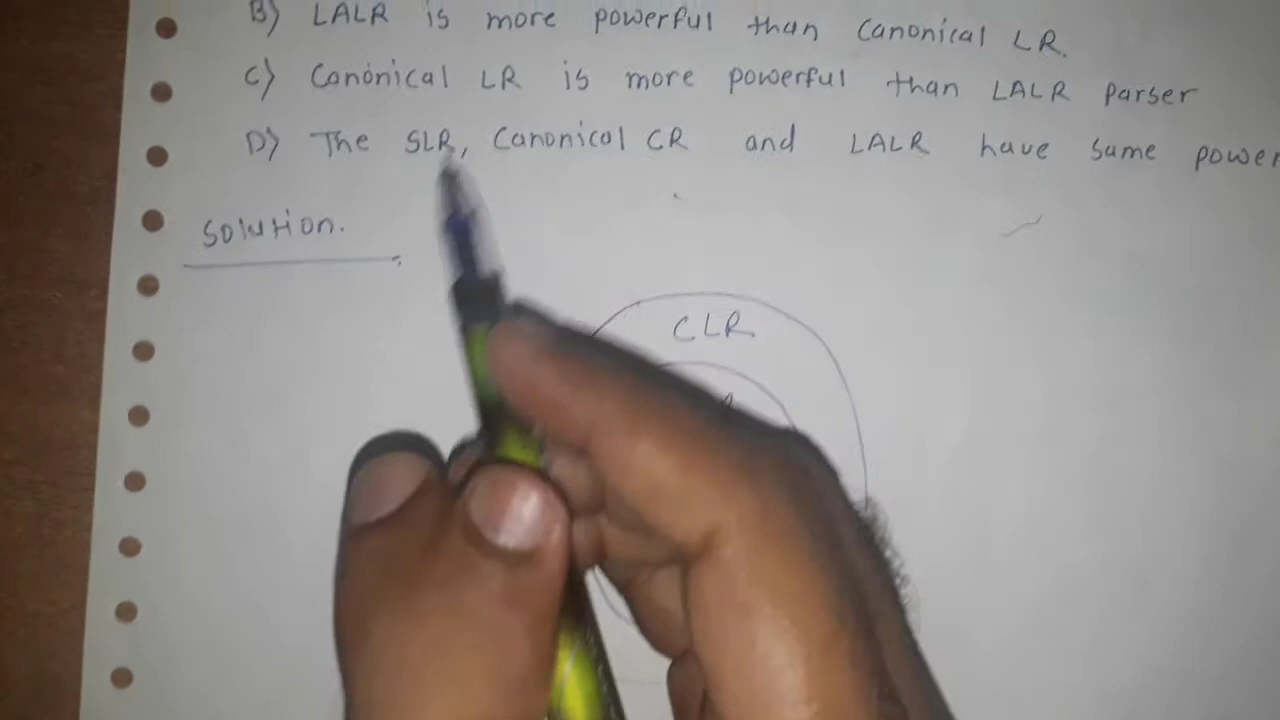 B) LALR is more powerful than Canonical LR.
C) Canonical LR is more powerful than LALR Parser
D) The SLR, Canonical CR and LALR have same power
Solution.
CLR